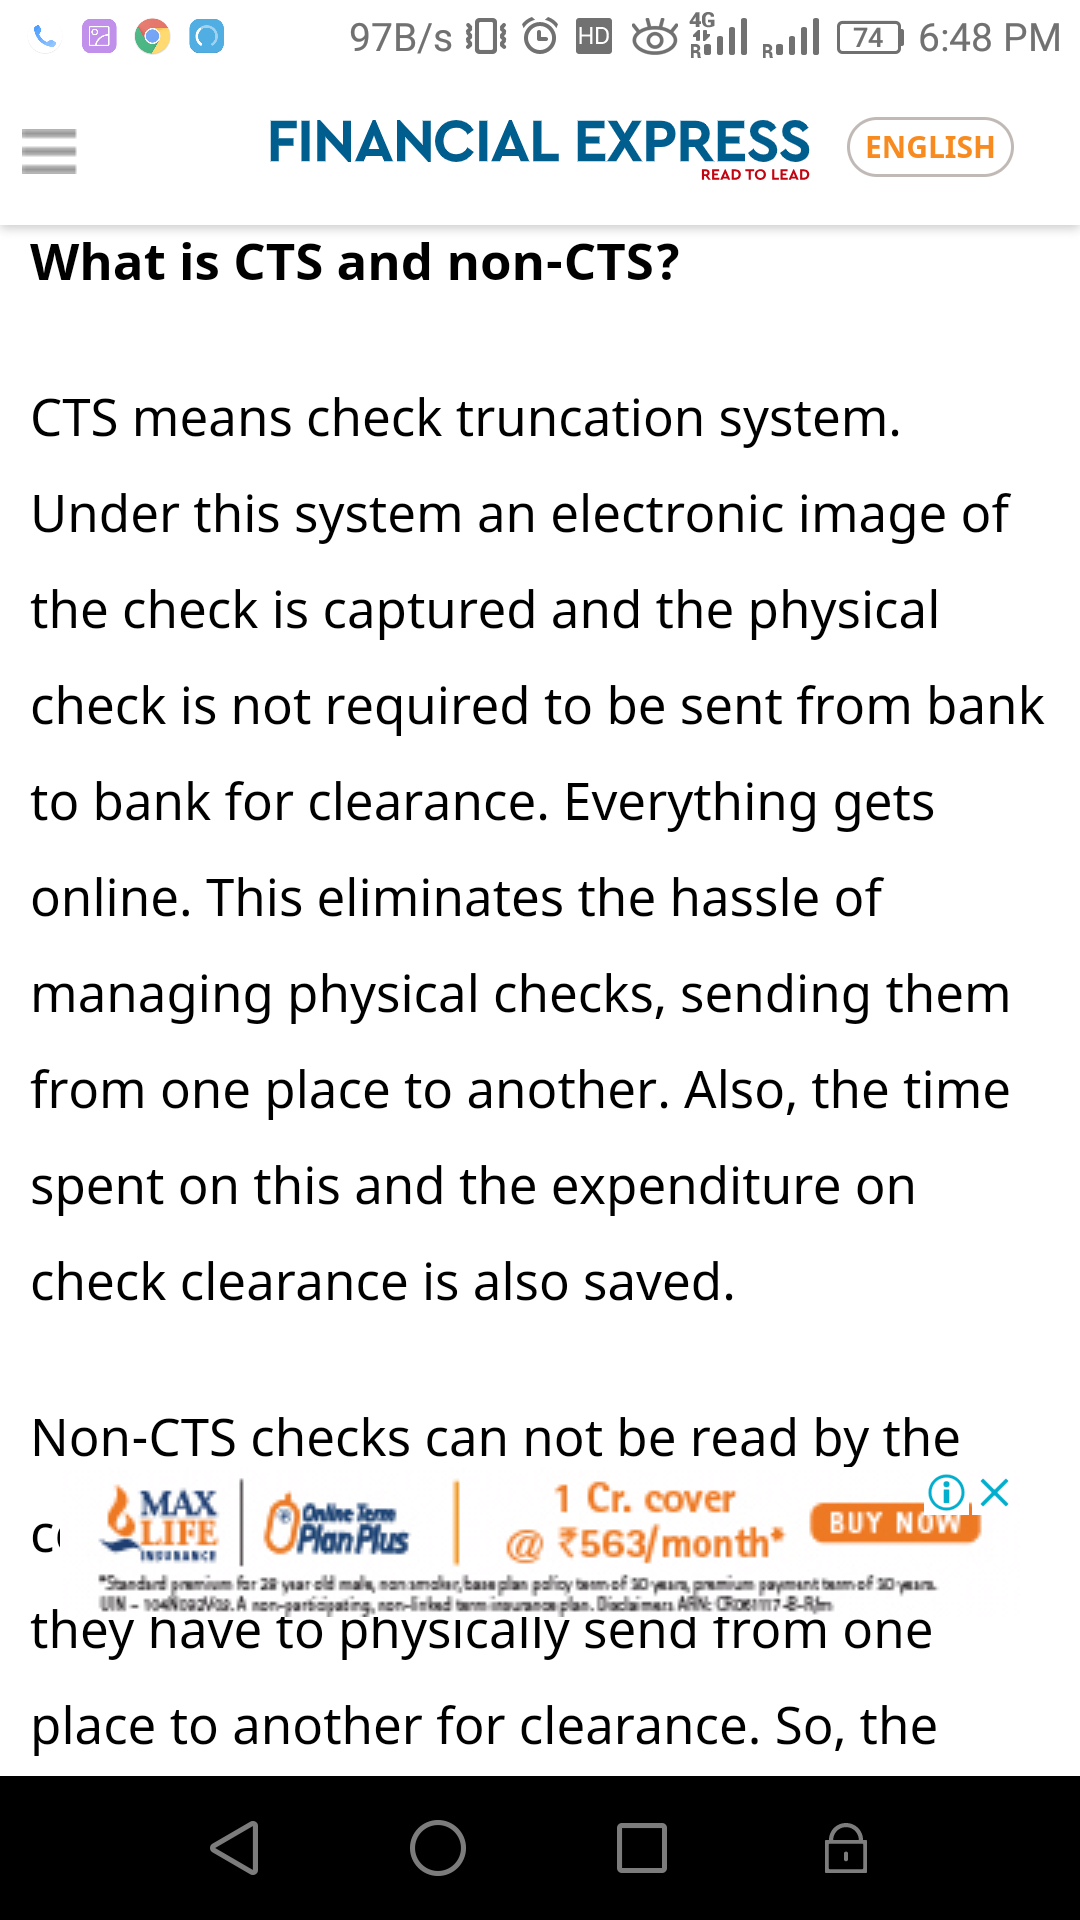 97B/s HD 4G R R 74 6:48 PM
FINANCIAL EXPRESS
READ TO LEAD
ENGLISH
What is CTS and non-CTS?
CTS means check truncation system.
Under this system an electronic image of
the check is captured and the physical
check is not required to be sent from bank
to bank for clearance. Everything gets
online. This eliminates the hassle of
managing physical checks, sending them
from one place to another. Also, the time
spent on this and the expenditure on
check clearance is also saved.
Non-CTS checks can not be read by the
MAX
LIFE
INSURANCE
Online Term
Plan Plus
1 Cr. cover
@ ₹563/month*
BUY NOW
*Standard premium for 28 year old male, non smoker, base plan policy term of 30 years, premium payment term of 30 years.
A non-participating, non-linked term insurance plan.
they have to physically send from one
place to another for clearance. So, the